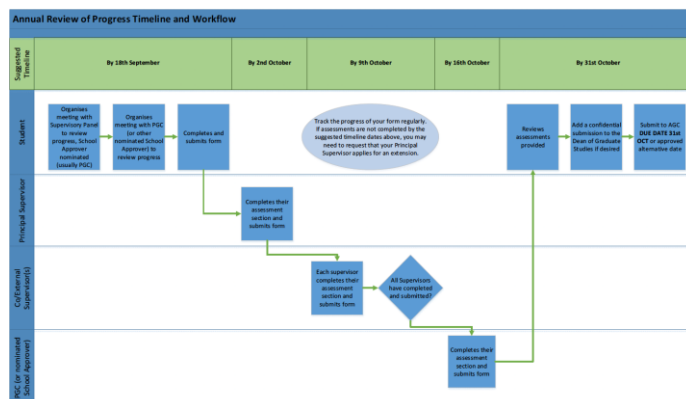 Annual Review of Progress Timeline and Workflow
Suggested
Timeline
By 18th September
By 2nd October
By 9th October
By 16th October
By 31st October
Student
Organises
meeting with
Supervisory Panel
to review
progress, School
Approver
nominated
(usually PGC)
Organises
meeting with PGC
(or other
nominated School
Approver) to
review progress
Completes and
submits form
Track the progress of your form regularly.
If assessments are not completed by the
suggested timeline dates above, you may
need to request that your Principal
Supervisor applies for an extension.
Reviews
assessments
provided
Add a confidential
submission to the
Dean of Graduate
Studies if desired
Submit to AGC
DUE DATE 31st
OCT or approved
alternative date
Principal Supervisor
Completes their
assessment
section and
submits form
Co/External
Supervisor(s)
Each supervisor
completes their
assessment
section and
submits form
All Supervisors
have completed
and submitted?
PGC (or nominated
School Approver)
Completes their
assessment
section and
submits form